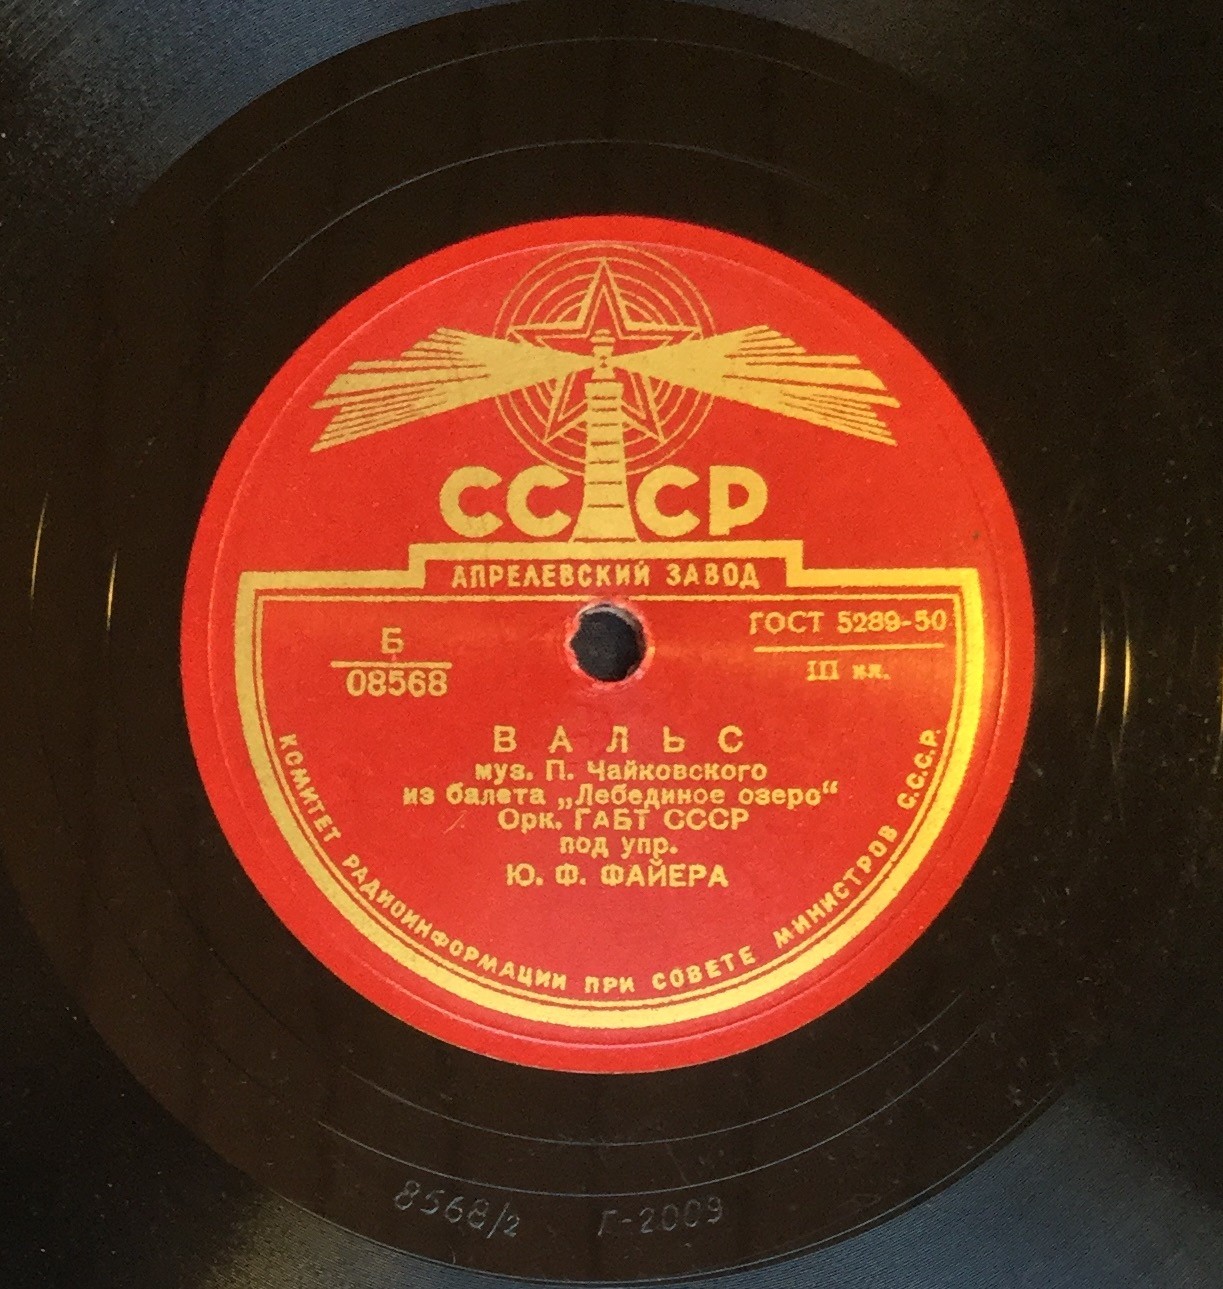 СССР
АПРЕЛЕВСКИЙ ЗАВОД
Б
08568
ГОСТ 5289-50
III кл.
ВАЛЬС
муз. П. Чайковского
из балета „Лебединое озеро“
Орк. ГАБТ СССР
под упр.
Ю. Ф. ФАЙЕРА
КОМИТЕТ РАДИОИНФОРМАЦИИ ПРИ СОВЕТЕ МИНИСТРОВ С.С.С.Р.
8568/2 Г-2009